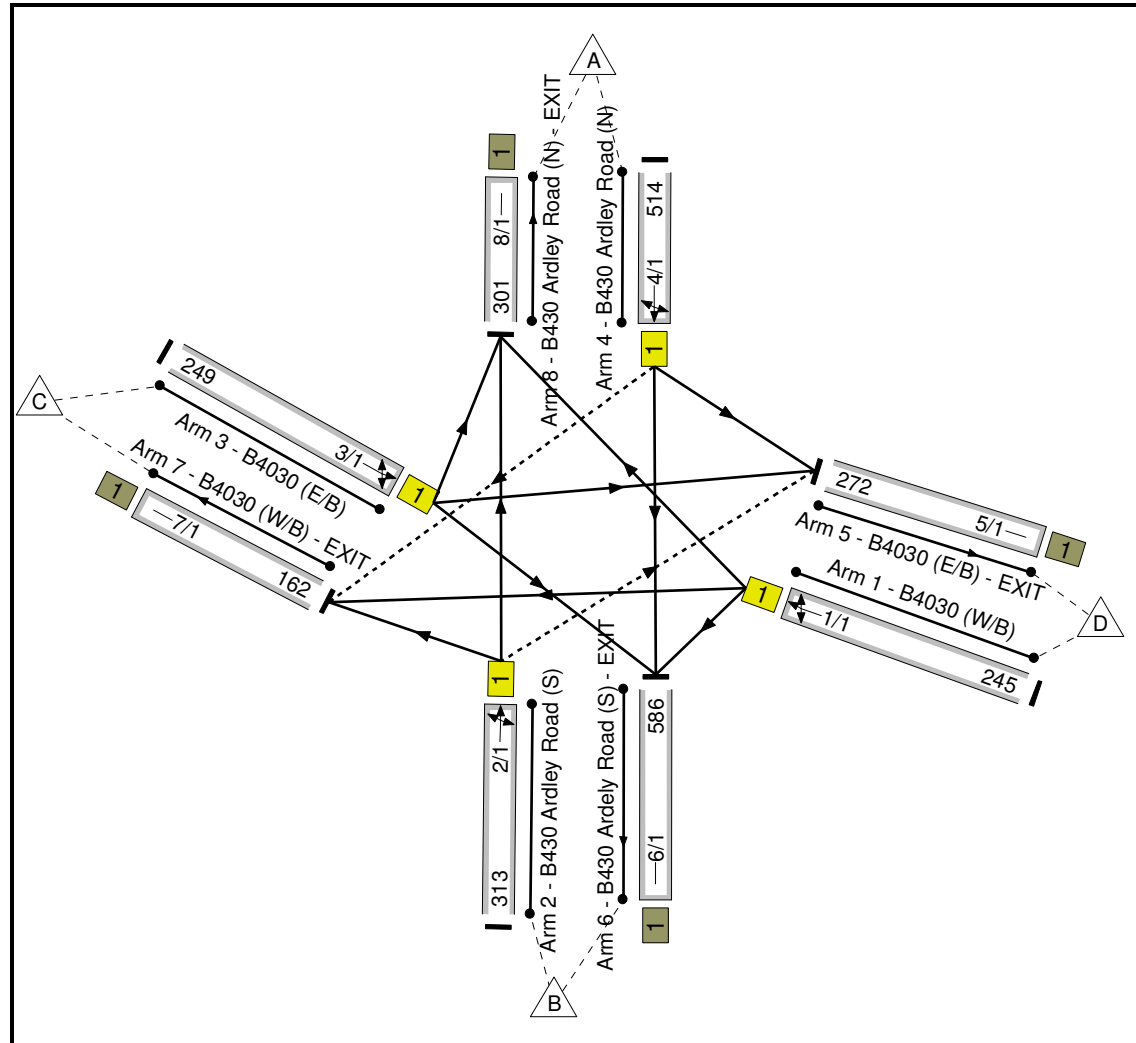 A
1
8/1
301
Arm 8 - B430 Ardley Road (N) - EXIT
Arm 4 - B430 Ardley Road (N)
514
4/1
1
249
3/1
1
C
Arm 3 - B4030 (E/B)
Arm 7 - B4030 (W/B) - EXIT
1
7/1
162
272
5/1
1
Arm 5 - B4030 (E/B) - EXIT
Arm 1 - B4030 (W/B)
D
1
1/1
245
1
2/1
313
Arm 2 - B430 Ardley Road (S)
Arm 6 - B430 Ardely Road (S) - EXIT
586
6/1
1
B